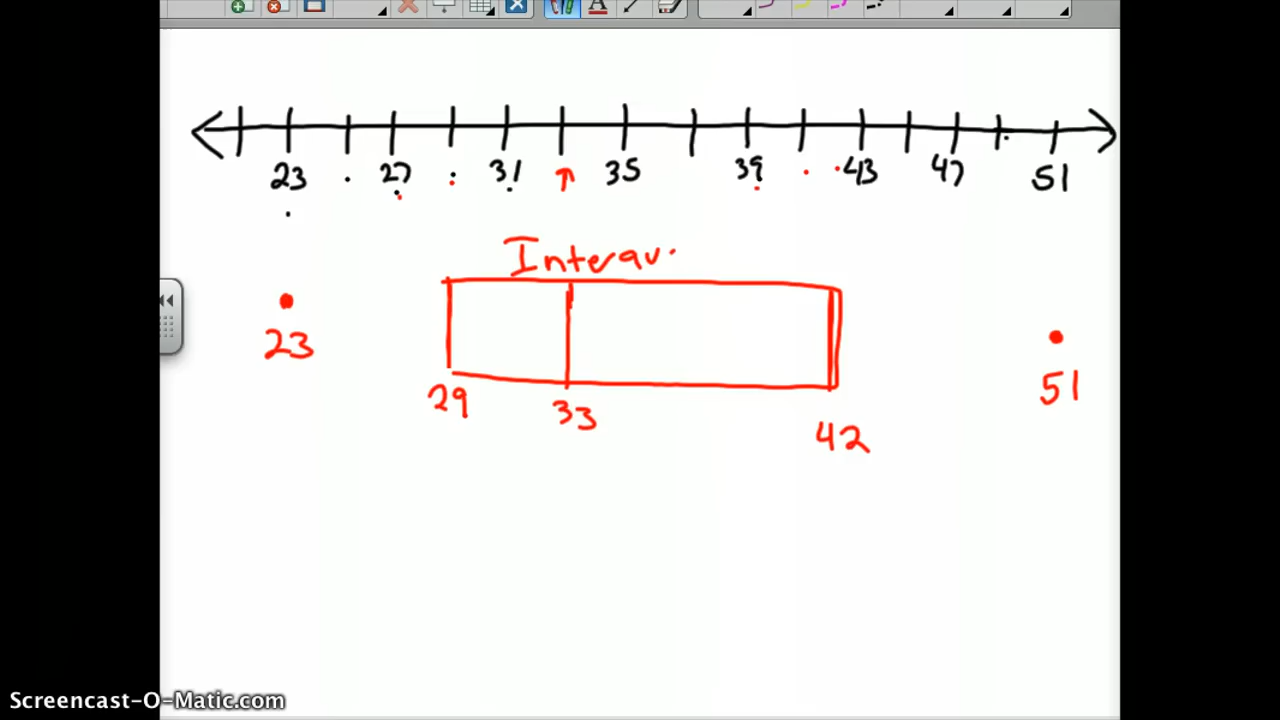 23 27 31 35 39 43 47 51
Interqu
23 51
29 33 42
Screencast-O-Matic.com